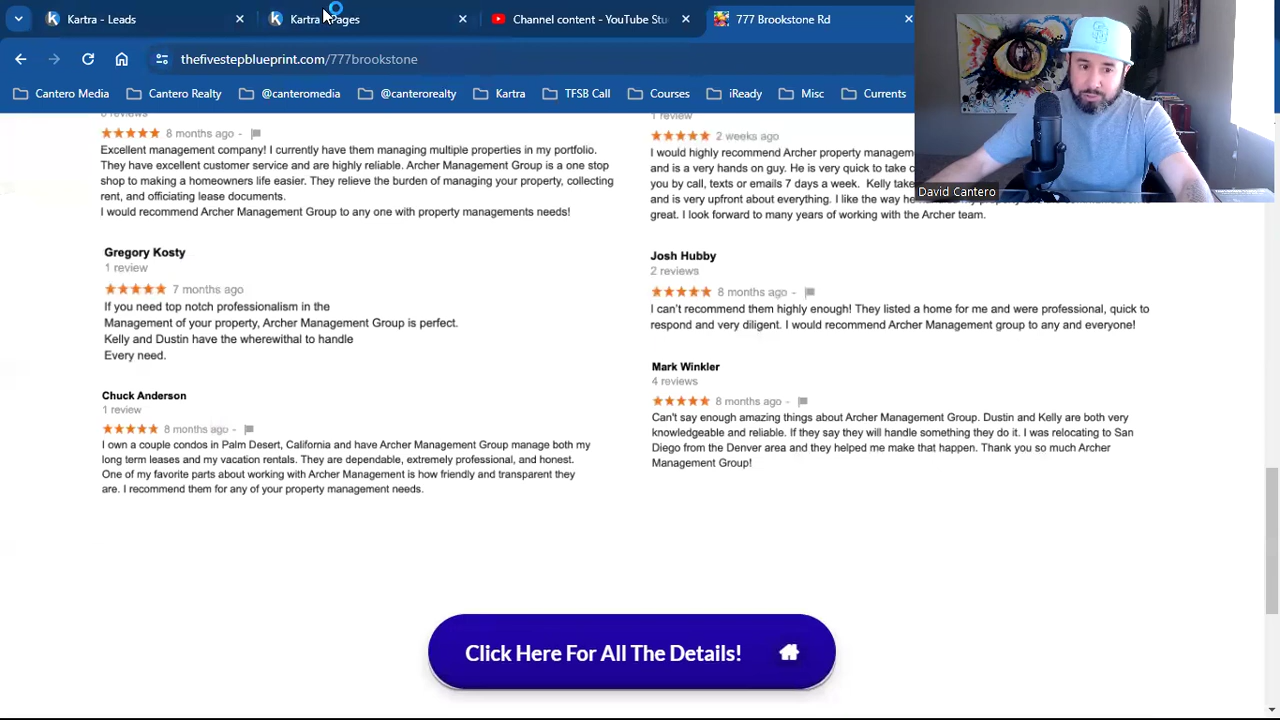 Kartra - Leads
Kartra Pages
Channel content - YouTube Stu
777 Brookstone Rd
thefivestepblueprint.com/777brookstone
Cantero Media
Cantero Realty
@canteromedia
@canterorealty
Kartra
TFSB Call
Courses
iReady
Misc
Currents
David Cantero
8 months ago -
Excellent management company! I currently have them managing multiple properties in my portfolio.
They have excellent customer service and are highly reliable. Archer Management Group is a one stop
shop to making a homeowners life easier. They relieve the burden of managing your property, collecting
rent, and officiating lease documents.
I would recommend Archer Management Group to any one with property managements needs!
Gregory Kosty
1 review
7 months ago
If you need top notch professionalism in the
Management of your property, Archer Management Group is perfect.
Kelly and Dustin have the wherewithal to handle
Every need.
Chuck Anderson
1 review
8 months ago -
I own a couple condos in Palm Desert, California and have Archer Management Group manage both my
long term leases and my vacation rentals. They are dependable, extremely professional, and honest.
One of my favorite parts about working with Archer Management is how friendly and transparent they
are. I recommend them for any of your property management needs.
1 review
2 weeks ago
I would highly recommend Archer property managem
and is a very hands on guy. He is very quick to take
you by call, texts or emails 7 days a week. Kelly take
and is very upfront about everything. I like the way he
great. I look forward to many years of working with the Archer team.
Josh Hubby
2 reviews
8 months ago -
I can't recommend them highly enough! They listed a home for me and were professional, quick to
respond and very diligent. I would recommend Archer Management group to any and everyone!
Mark Winkler
4 reviews
8 months ago -
Can't say enough amazing things about Archer Management Group. Dustin and Kelly are both very
knowledgeable and reliable. If they say they will handle something they do it. I was relocating to San
Diego from the Denver area and they helped me make that happen. Thank you so much Archer
Management Group!
Click Here For All The Details!